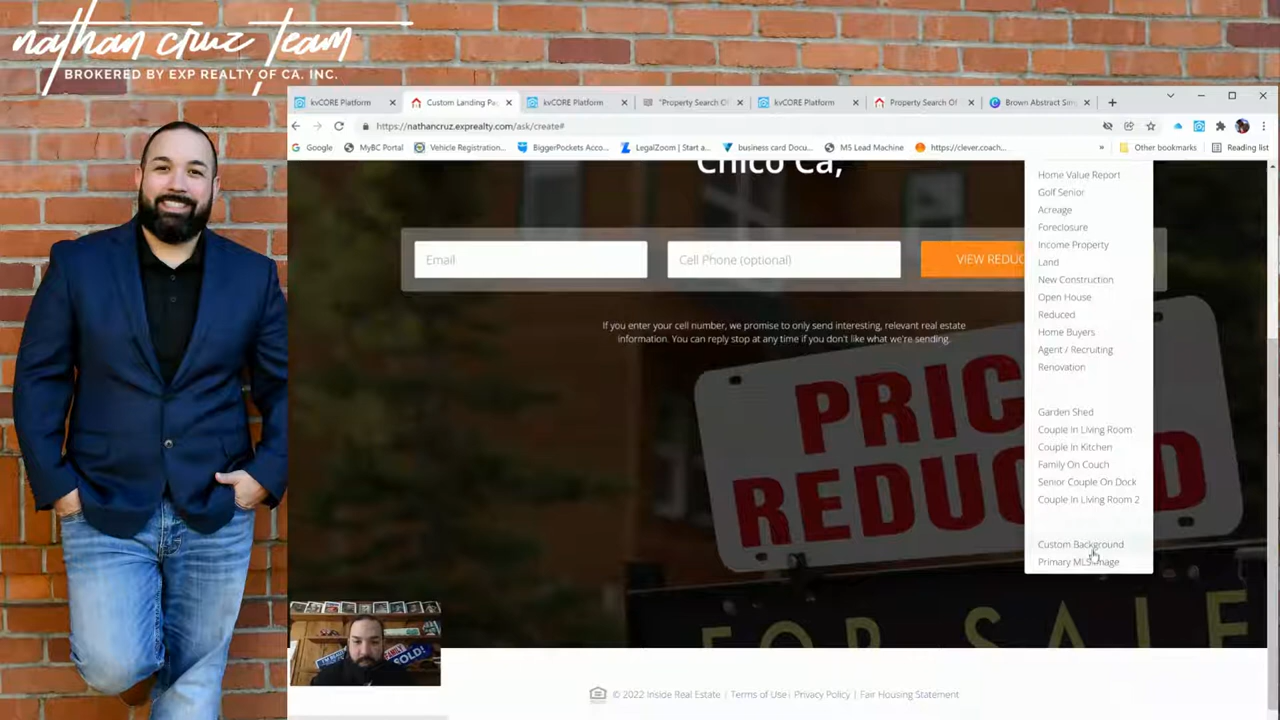 nathan cruz team
BROKERED BY EXP REALTY OF CA. INC.
kvCORE Platform
Custom Landing Pa
kvCORE Platform
"Property Search O
kvCORE Platform
Property Search Of
Brown Abstract Sim
https://nathancruz.exprealty.com/ask/create#
Google
MyBC Portal
Vehicle Registration...
BiggerPockets Acco...
LegalZoom | Start a...
business card Docu...
M5 Lead Machine
https://clever.coach...
»
Other bookmarks
Reading list
Chico Ca,
Email
Cell Phone (optional)
VIEW REDUC
If you enter your cell number, we promise to only send interesting, relevant real estate
information. You can reply stop at any time if you don't like what we're sending.
Home Value Report
Golf Senior
Acreage
Foreclosure
Income Property
Land
New Construction
Open House
Reduced
Home Buyers
Agent / Recruiting
Renovation
Garden Shed
Couple In Living Room
Couple In Kitchen
Family On Couch
Senior Couple On Dock
Couple In Living Room 2
Custom Background
Primary MLS Image
PRIC
REDUC D
FOR SALE
SOLD!
© 2022 Inside Real Estate | Terms of Use | Privacy Policy | Fair Housing Statement